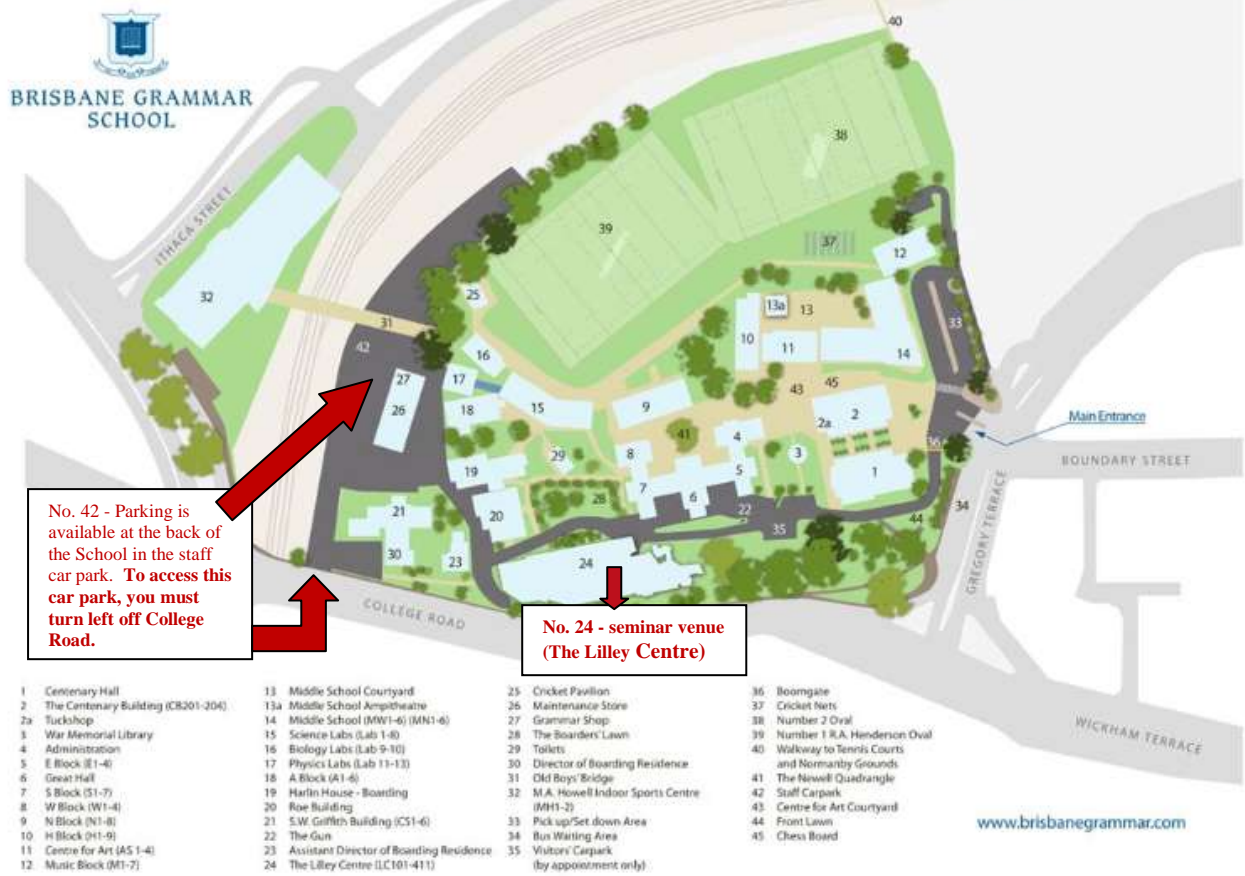 BRISBANE GRAMMAR
SCHOOL
40
38
39
ITHACA STREET
37
12
32
25
13a
13
33
31
42
10
11
16
14
27
17
26
18
15
9
43
45
2
2a
Main Entrance
41
4
3
36
BOUNDARY STREET
29
8
5
1
19
7
6
28
22
34
21
20
35
44
GREGORY TERRACE
30
23
24
COLLEGE ROAD
WICKHAM TERRACE
No. 42 - Parking is
available at the back of
the School in the staff
car park. To access this
car park, you must
turn left off College
Road.
No. 24 - seminar venue
(The Lilley Centre)
1 Centenary Hall
2 The Centenary Building (CB201-204)
2a Tuckshop
3 War Memorial Library
4 Administration
5 E Block (E1-4)
6 Great Hall
7 S Block (S1-7)
8 W Block (W1-4)
9 N Block (N1-8)
10 H Block (H1-9)
11 Centre for Art (AS 1-4)
12 Music Block (M1-7)
13 Middle School Courtyard
13a Middle School Ampitheatre
14 Middle School (MW1-6) (MN1-6)
15 Science Labs (Lab 1-8)
16 Biology Labs (Lab 9-10)
17 Physics Labs (Lab 11-13)
18 A Block (A1-6)
19 Harlin House - Boarding
20 Roe Building
21 S.W. Griffith Building (CS1-6)
22 The Gun
23 Assistant Director of Boarding Residence
24 The Lilley Centre (LC101-411)
25 Cricket Pavilion
26 Maintenance Store
27 Grammar Shop
28 The Boarders' Lawn
29 Toilets
30 Director of Boarding Residence
31 Old Boys' Bridge
32 M.A. Howell Indoor Sports Centre
(MH1-2)
33 Pick up/Set down Area
34 Bus Waiting Area
35 Visitors' Carpark
(by appointment only)
36 Boomgate
37 Cricket Nets
38 Number 2 Oval
39 Number 1 R.A. Henderson Oval
40 Walkway to Tennis Courts
and Normanby Grounds
41 The Newell Quadrangle
42 Staff Carpark
43 Centre for Art Courtyard
44 Front Lawn
45 Chess Board
www.brisbanegrammar.com